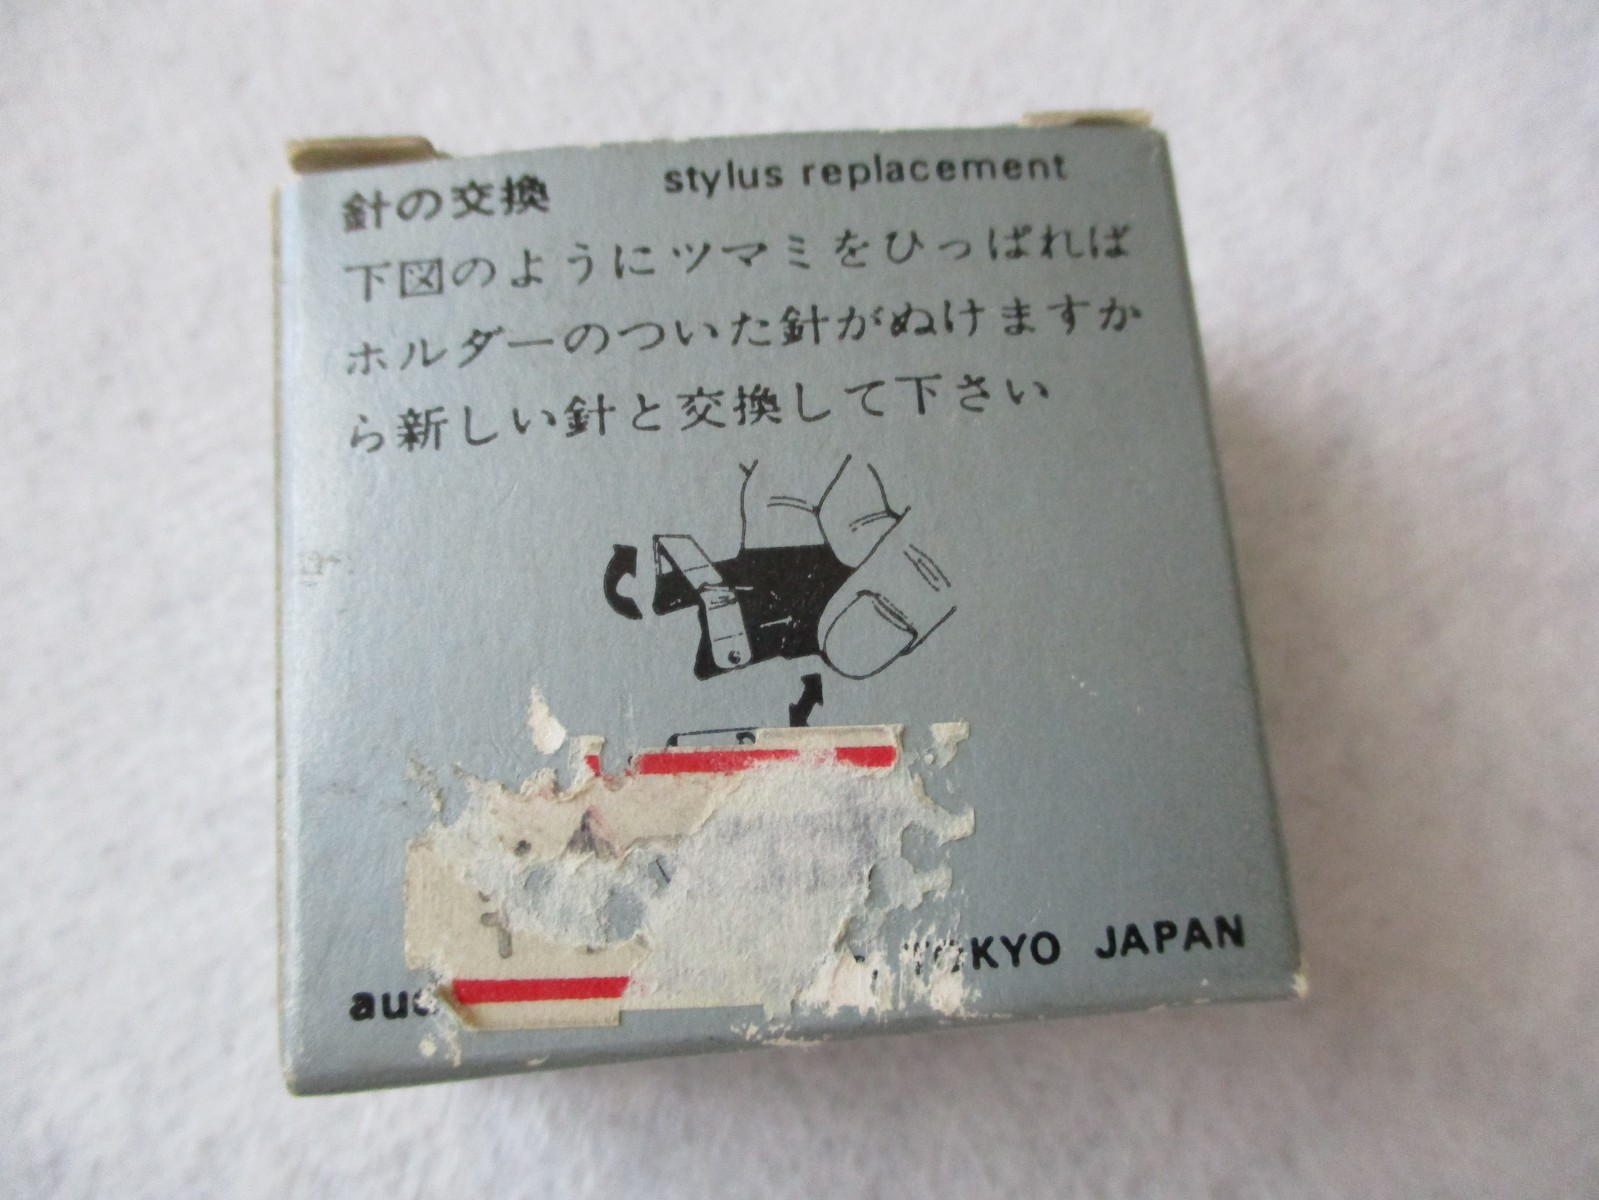 針の交換 stylus replacement
下図のようにツマミをひっぱれば
ホルダーのついた針がぬけますか
ら新しい針と交換して下さい
TOKYO JAPAN